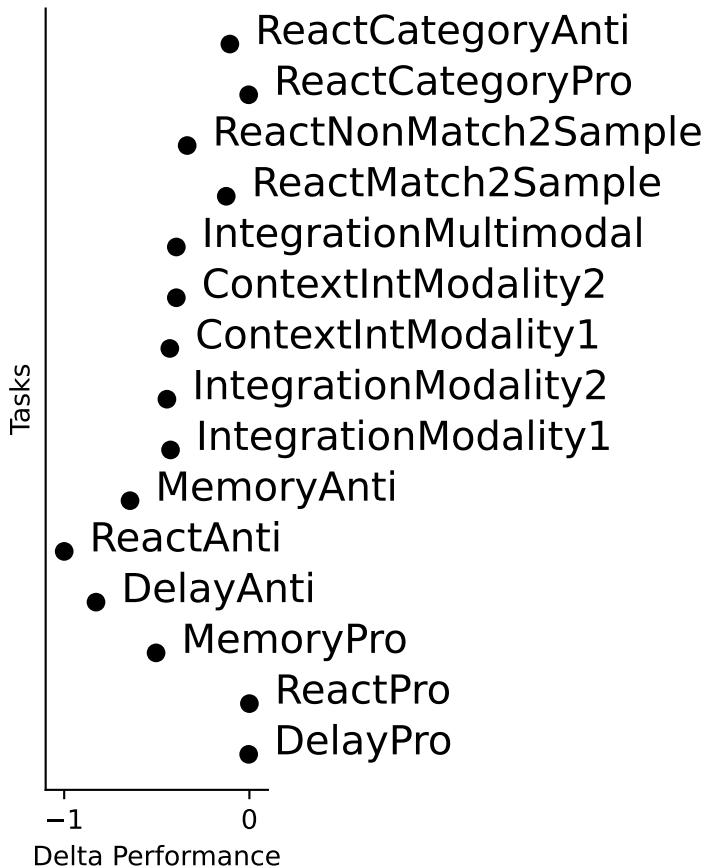 ReactCategoryAnti
ReactCategoryPro
ReactNonMatch2Sample
ReactMatch2Sample
IntegrationMultimodal
ContextIntModality2
ContextIntModality1
IntegrationModality2
IntegrationModality1
MemoryAnti
ReactAnti
DelayAnti
MemoryPro
ReactPro
DelayPro
Tasks
−1 0
Delta Performance